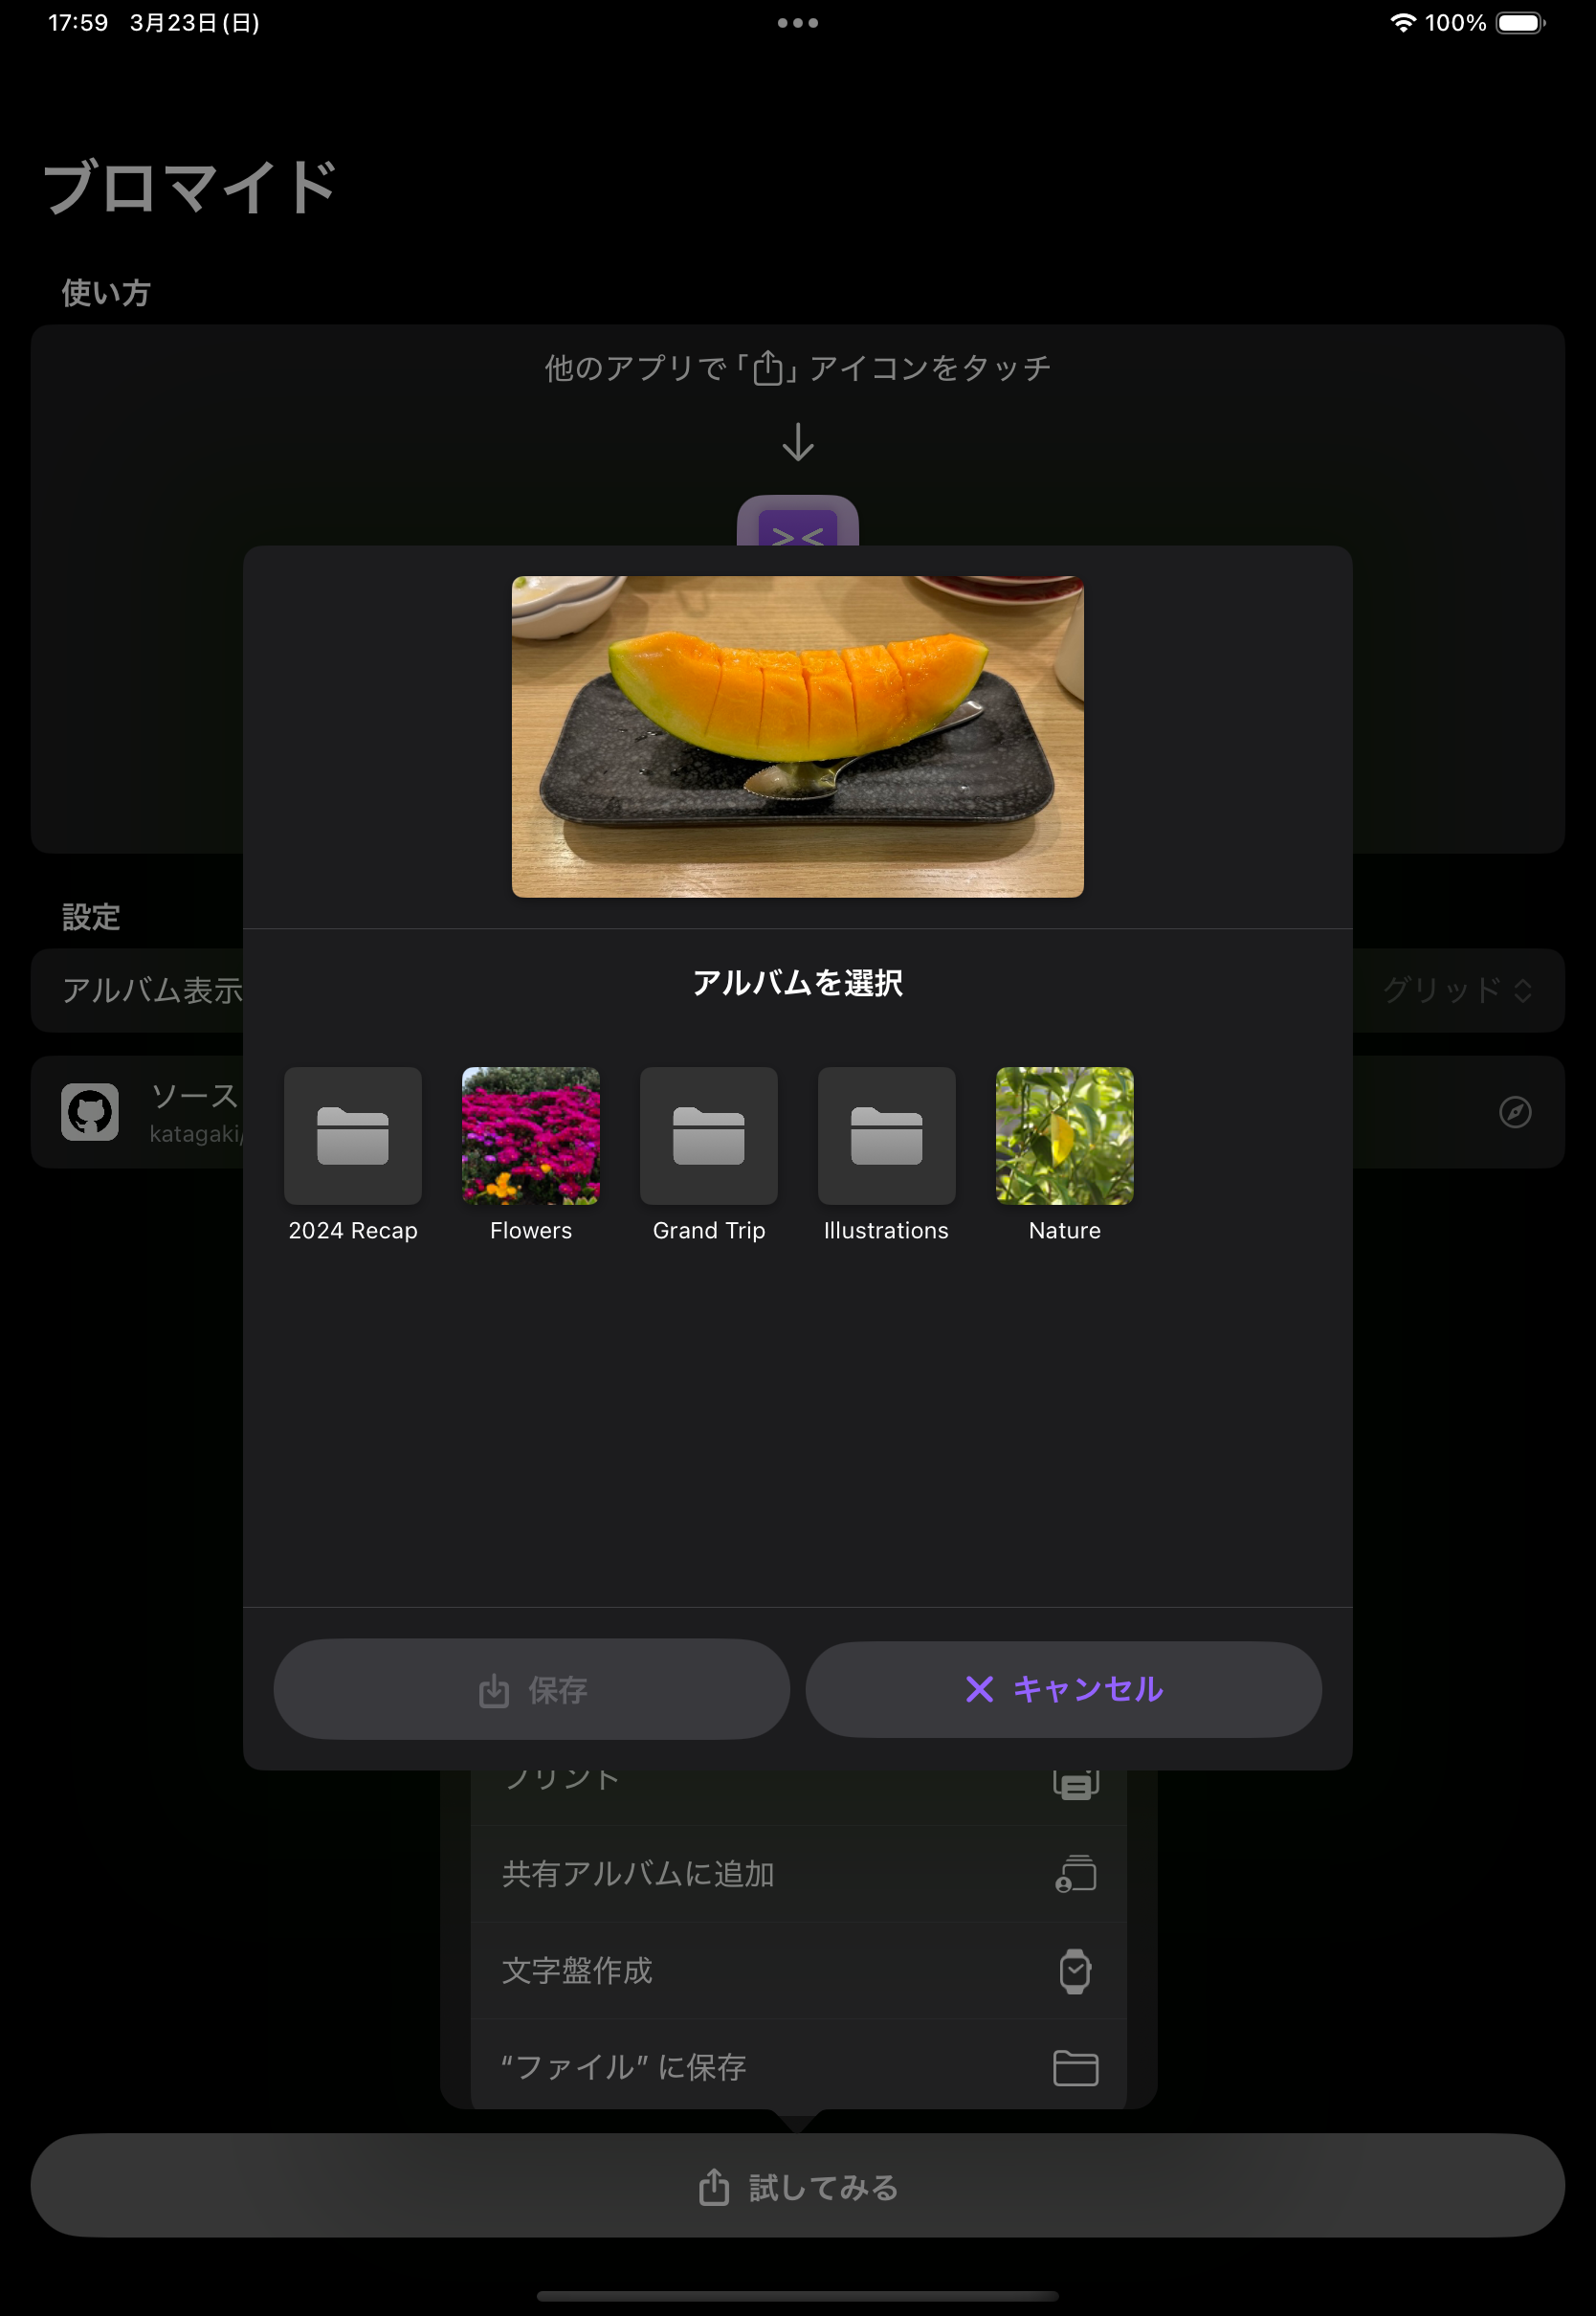 17:59 3月23日(日)
100%
ブロマイド
使い方
他のアプリで「」アイコンをタッチ
> <
アルバムを選択
設定
アルバム表示
グリッド
ソース
katagaki/
2024 Recap
Flowers
Grand Trip
Illustrations
Nature
保存
キャンセル
プリント
共有アルバムに追加
文字盤作成
“ファイル” に保存
試してみる